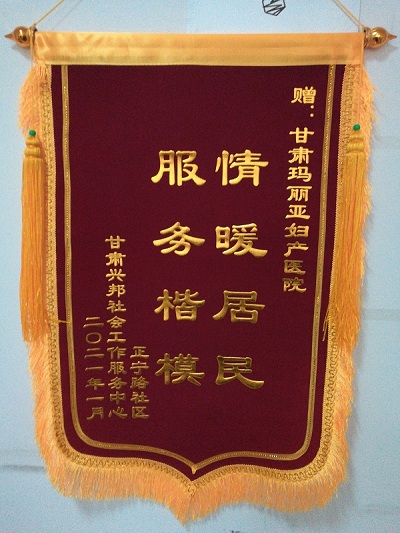 赠：甘肃玛丽亚妇产医院
情暖居民
服务楷模
正宁路社区
甘肃兴邦社会工作服务中心
二〇二一年一月